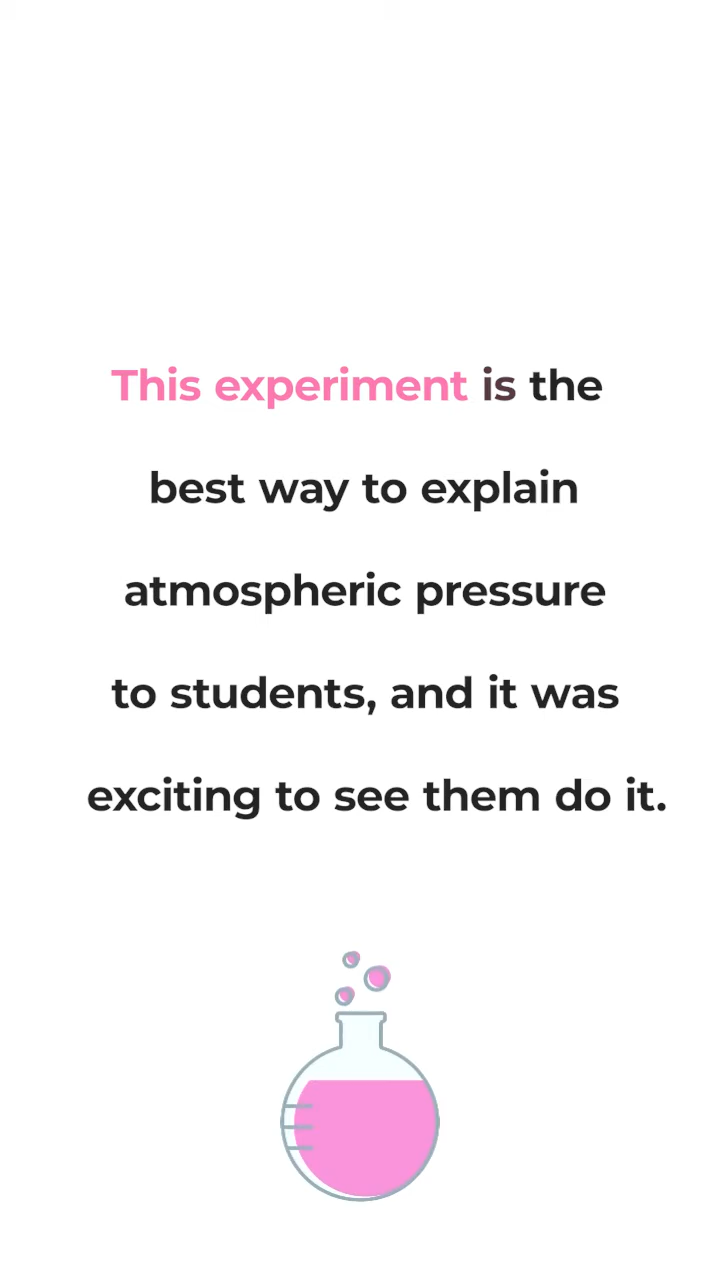 This experiment is the
best way to explain
atmospheric pressure
to students, and it was
exciting to see them do it.